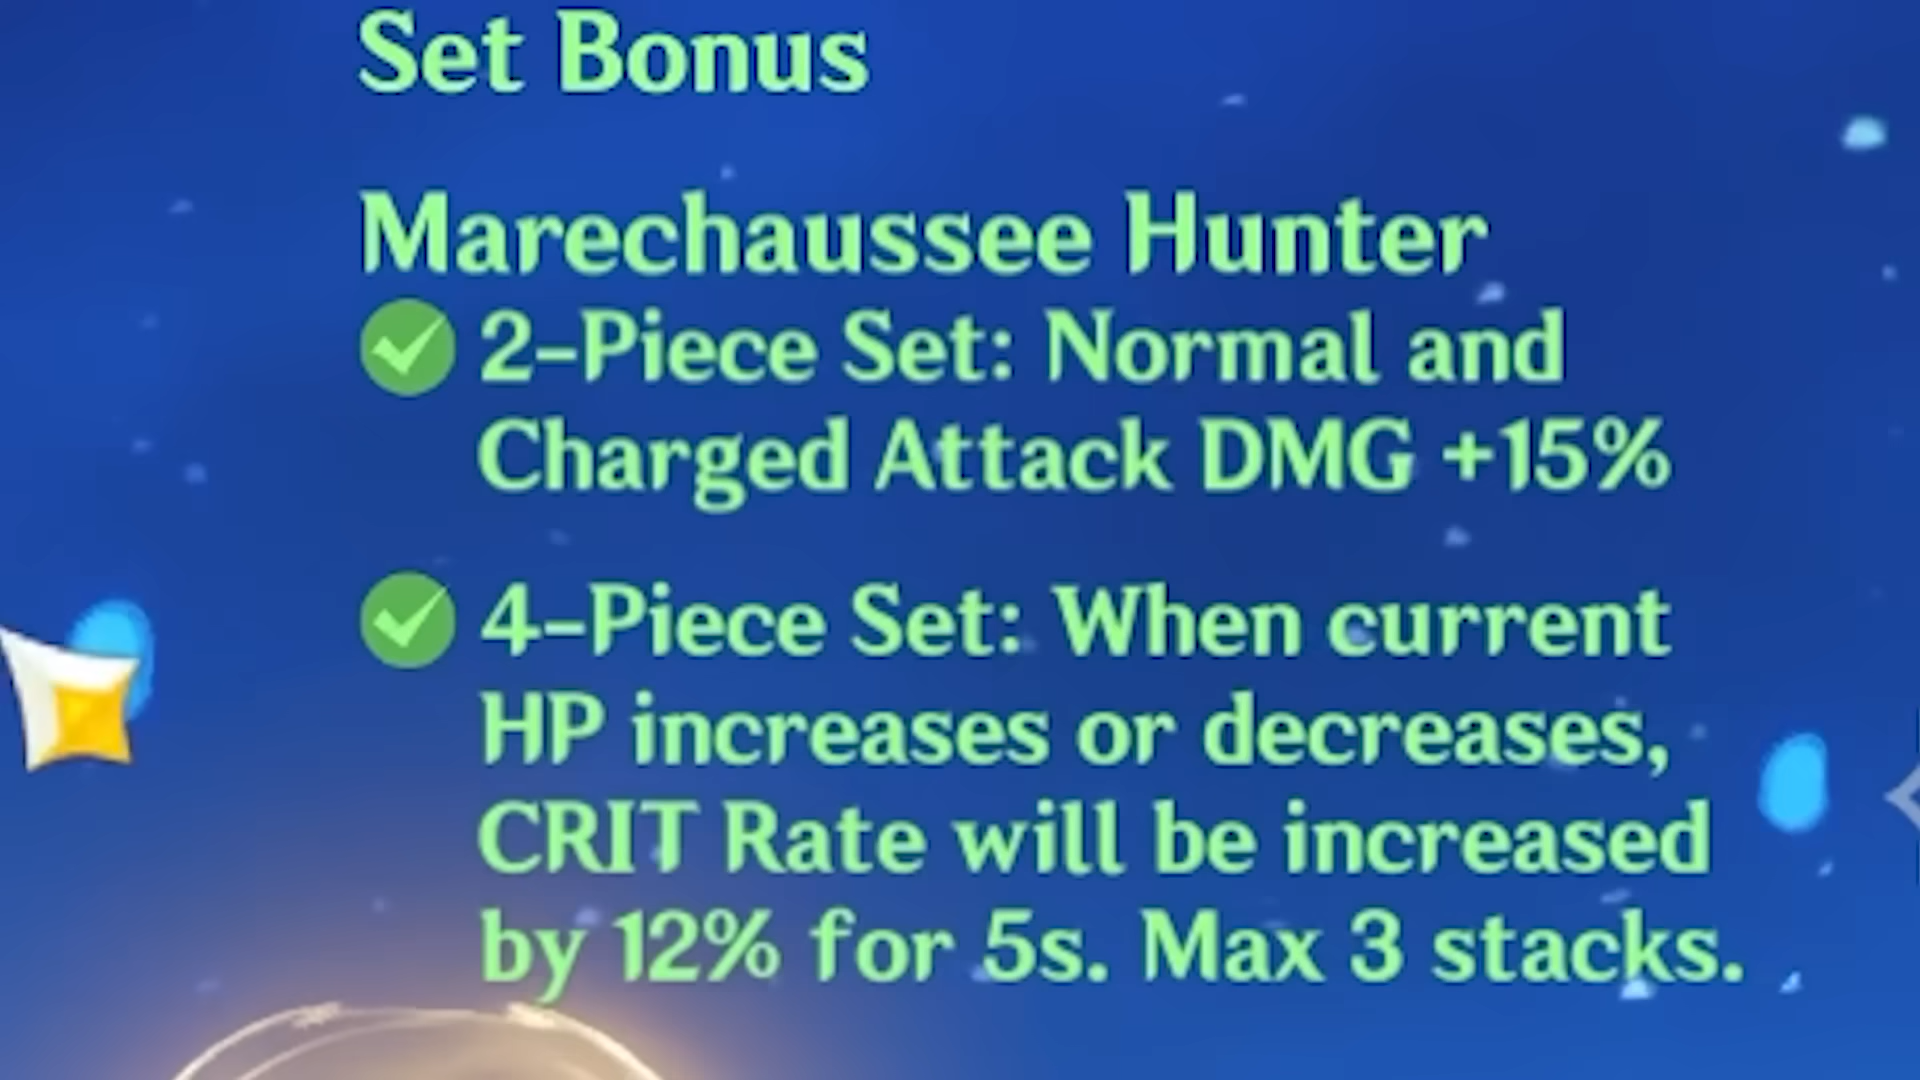 Set Bonus
Marechaussee Hunter
2-Piece Set: Normal and
Charged Attack DMG +15%
4-Piece Set: When current
HP increases or decreases,
CRIT Rate will be increased
by 12% for 5s. Max 3 stacks.